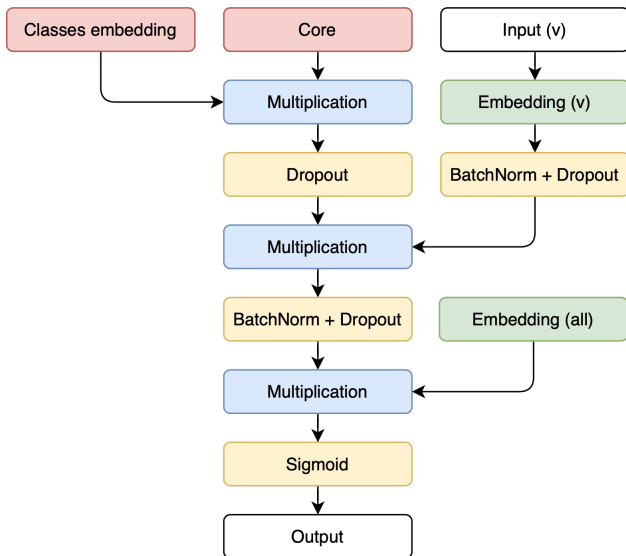 Classes embedding
Core
Input (v)
Multiplication
Embedding (v)
Dropout
BatchNorm + Dropout
Multiplication
BatchNorm + Dropout
Embedding (all)
Multiplication
Sigmoid
Output